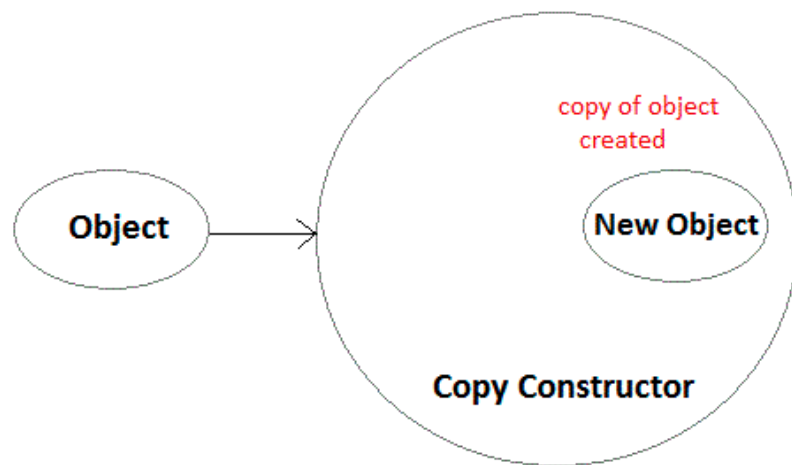 copy of object
created
Object
New Object
Copy Constructor